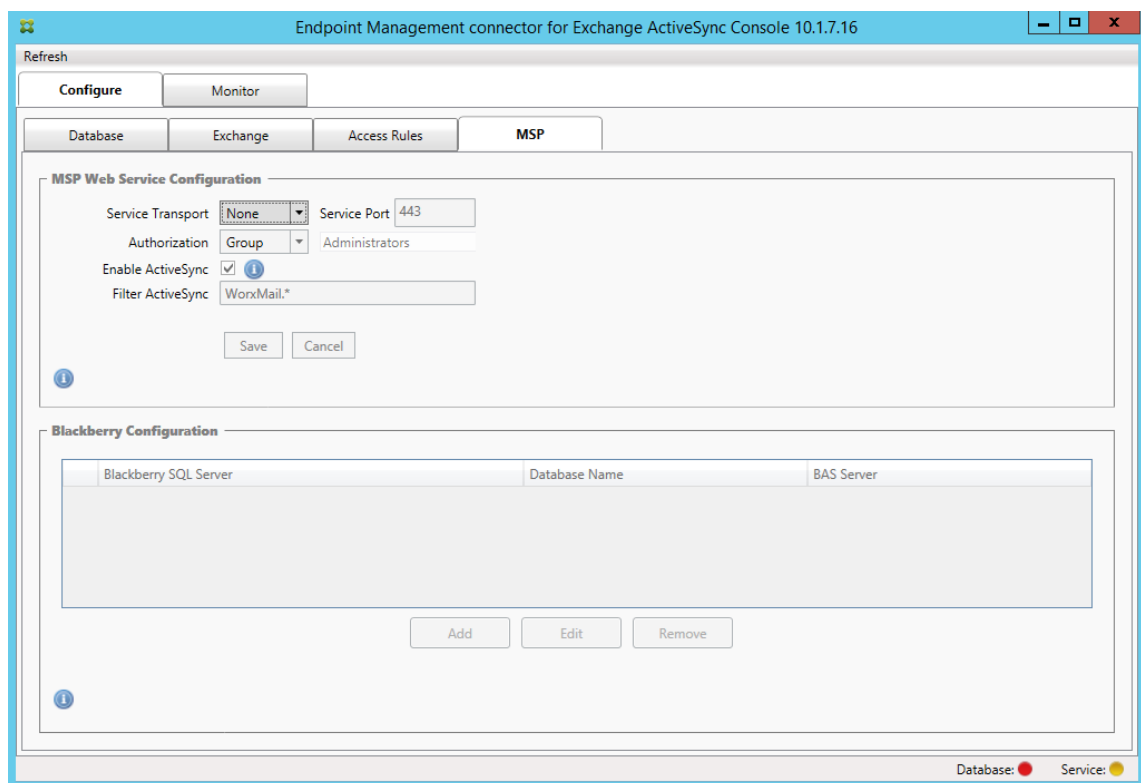 Endpoint Management connector for Exchange ActiveSync Console 10.1.7.16
Refresh
Configure Monitor
Database Exchange Access Rules MSP
MSP Web Service Configuration
Service Transport None Service Port 443
Authorization Group Administrators
Enable ActiveSync
Filter ActiveSync WorxMail.*
Save Cancel
Blackberry Configuration
Blackberry SQL Server Database Name BAS Server
Add Edit Remove
Database: Service: